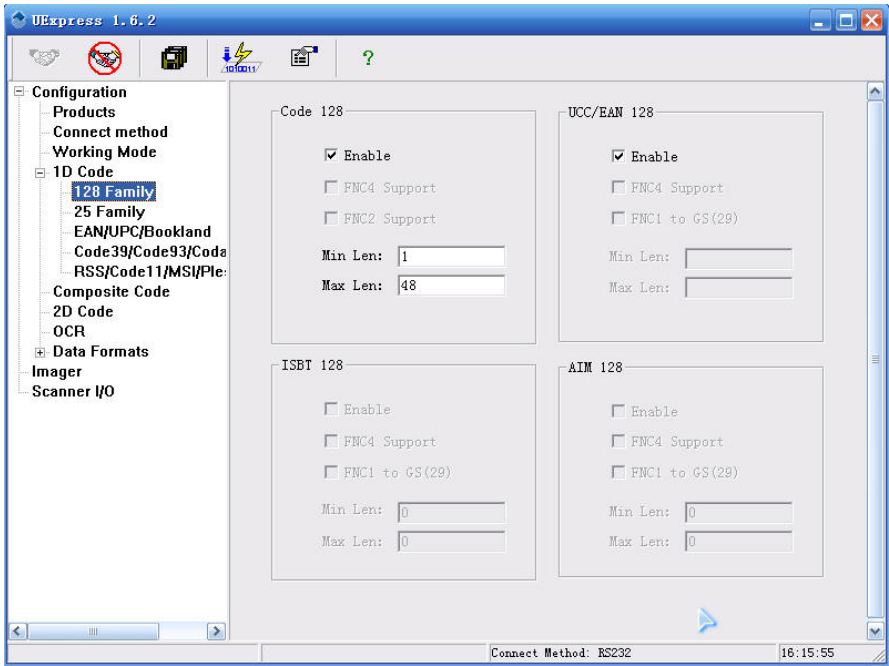 UExpress 1.6.2
1010011
?
Configuration
Products
Connect method
Working Mode
1D Code
128 Family
25 Family
EAN/UPC/Bookland
Code39/Code93/Coda
RSS/Code11/MSI/Ple
Composite Code
2D Code
OCR
Data Formats
Imager
Scanner I/O
Code 128
Enable
FNC4 Support
FNC2 Support
Min Len: 1
Max Len: 48
UCC/EAN 128
Enable
FNC4 Support
FNC1 to GS(29)
Min Len:
Max Len:
ISBT 128
Enable
FNC4 Support
FNC1 to GS(29)
Min Len: 0
Max Len: 0
AIM 128
Enable
FNC4 Support
FNC1 to GS(29)
Min Len: 0
Max Len: 0
Connect Method: RS232
16:15:55